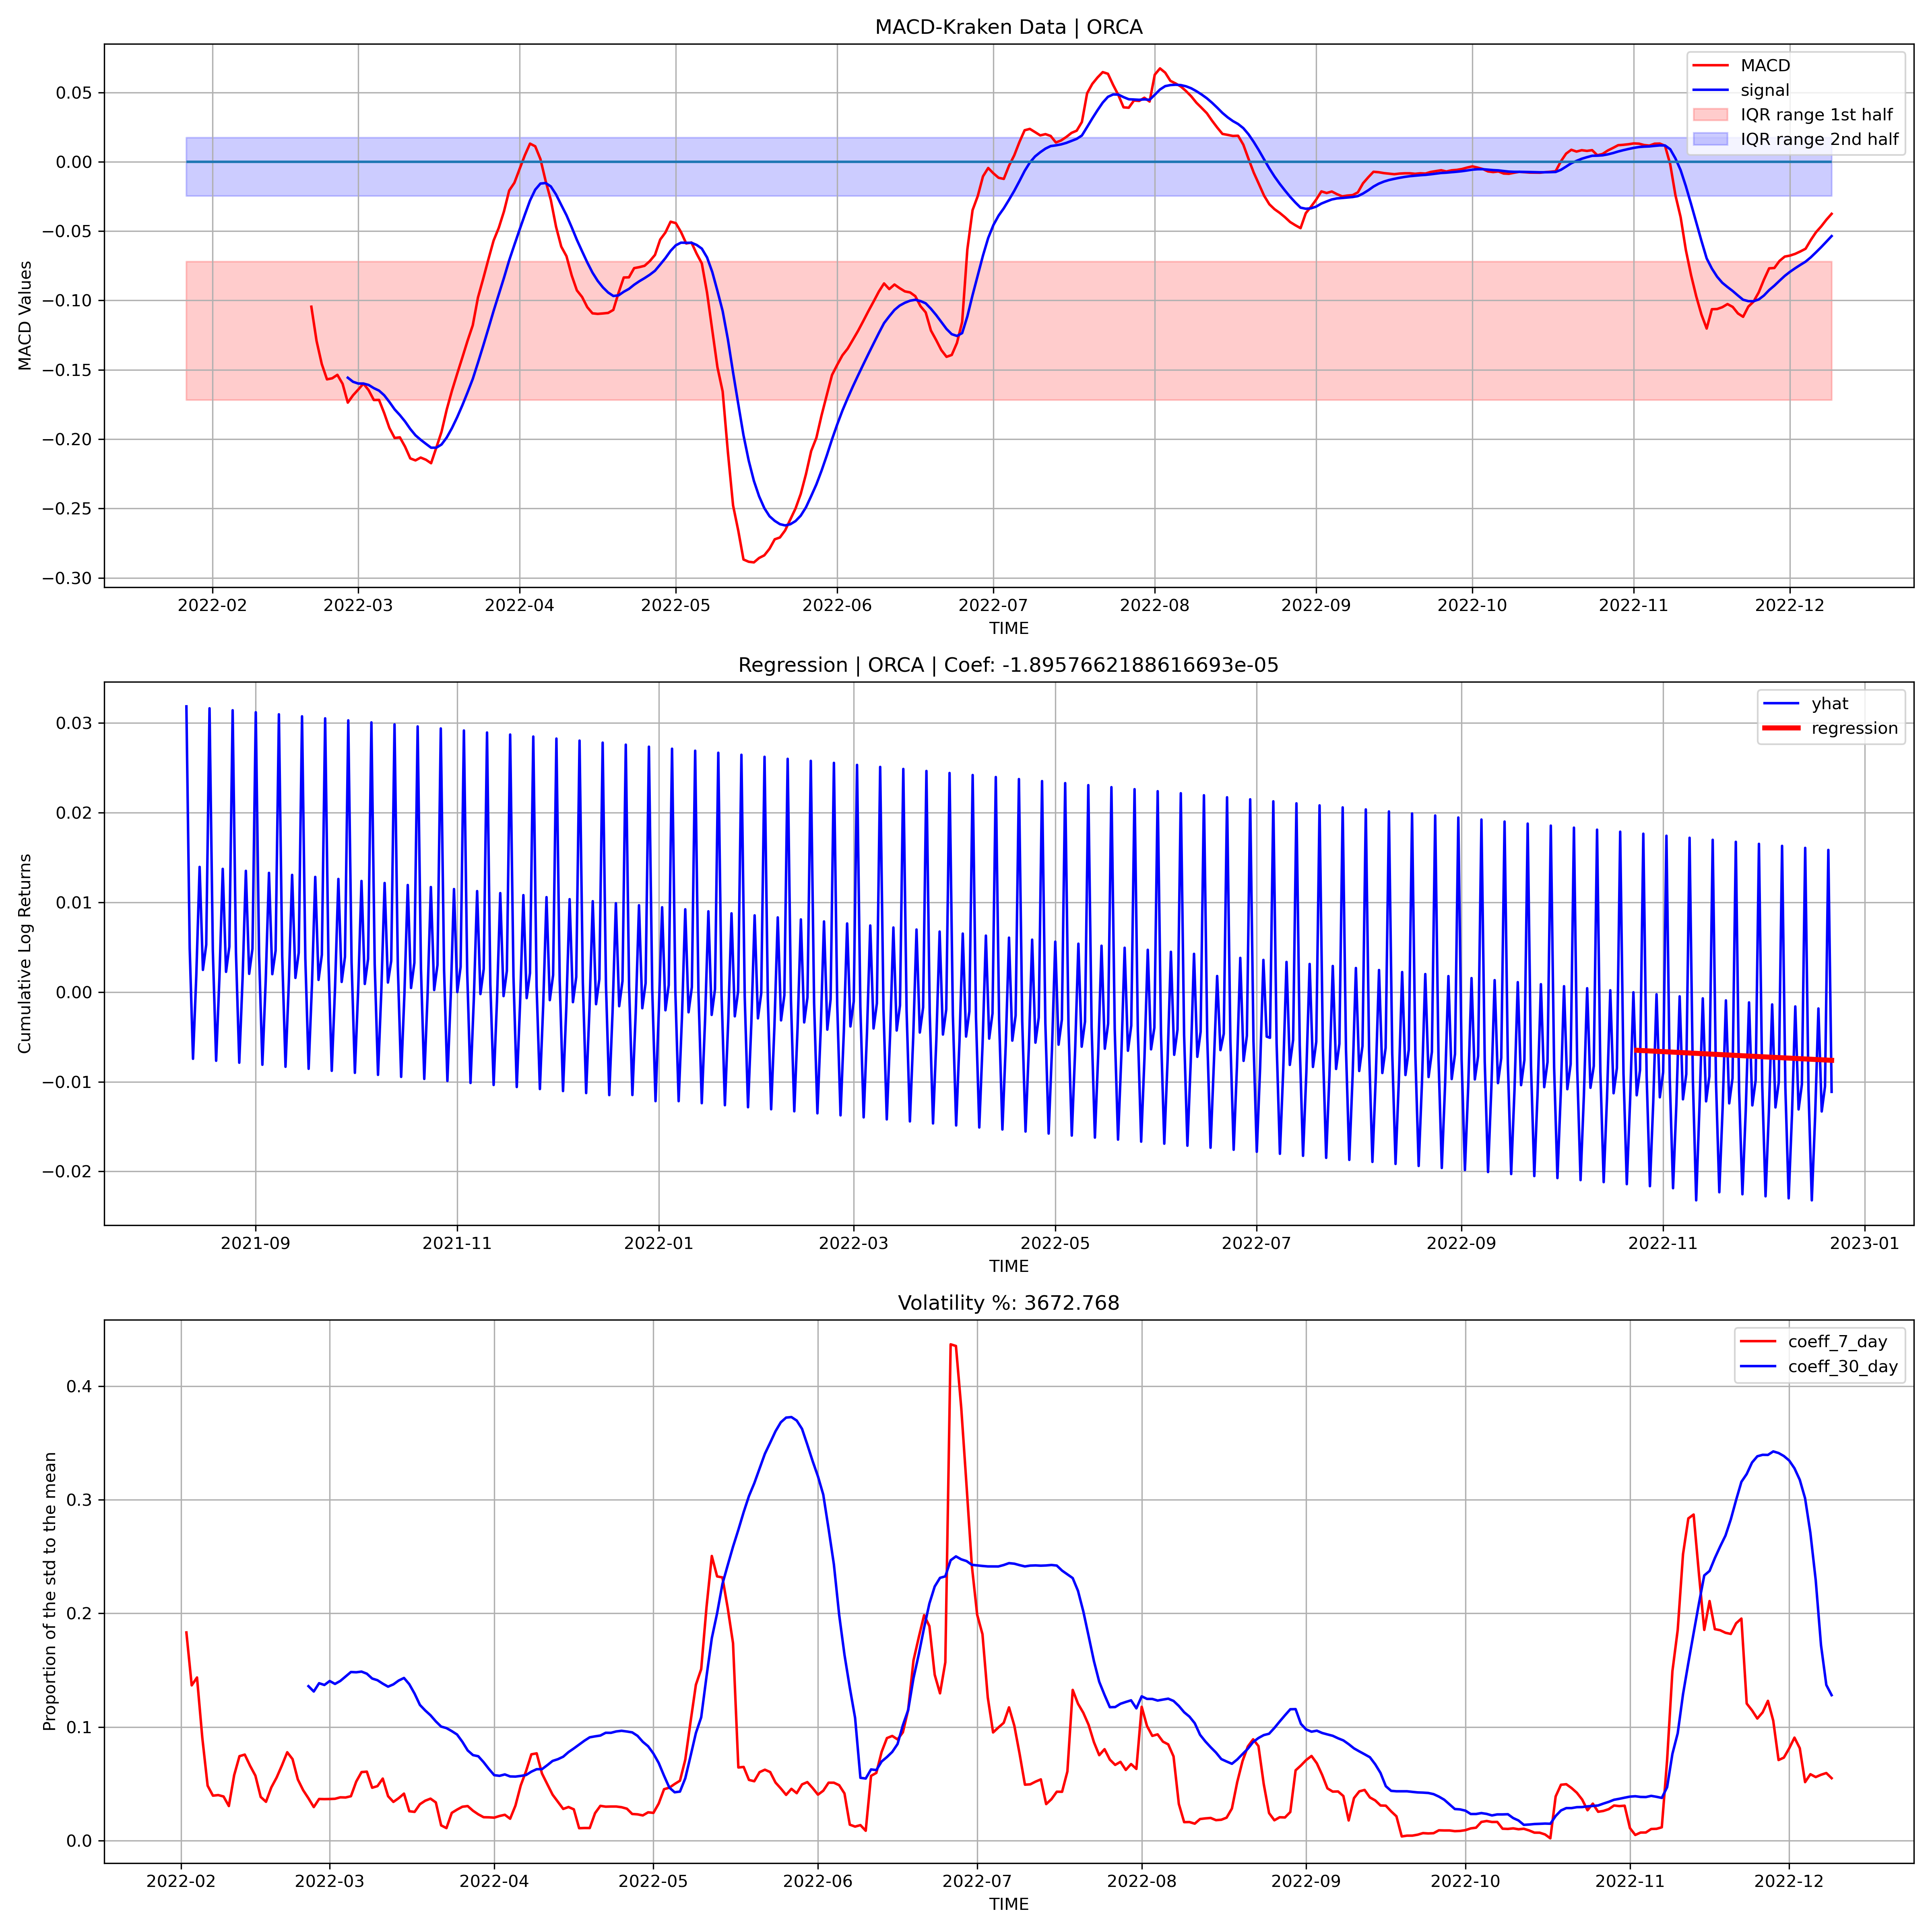 MACD-Kraken Data | ORCA
MACD
signal
IQR range 1st half
IQR range 2nd half
MACD Values
0.05
0.00
−0.05
−0.10
−0.15
−0.20
−0.25
−0.30
2022-02 2022-03 2022-04 2022-05 2022-06 2022-07 2022-08 2022-09 2022-10 2022-11 2022-12
TIME
Regression | ORCA | Coef: -1.8957662188616693e-05
yhat
regression
Cumulative Log Returns
0.03
0.02
0.01
0.00
−0.01
−0.02
2021-09 2021-11 2022-01 2022-03 2022-05 2022-07 2022-09 2022-11 2023-01
TIME
Volatility %: 3672.768
coeff_7_day
coeff_30_day
Proportion of the std to the mean
0.4
0.3
0.2
0.1
0.0
2022-02 2022-03 2022-04 2022-05 2022-06 2022-07 2022-08 2022-09 2022-10 2022-11 2022-12
TIME